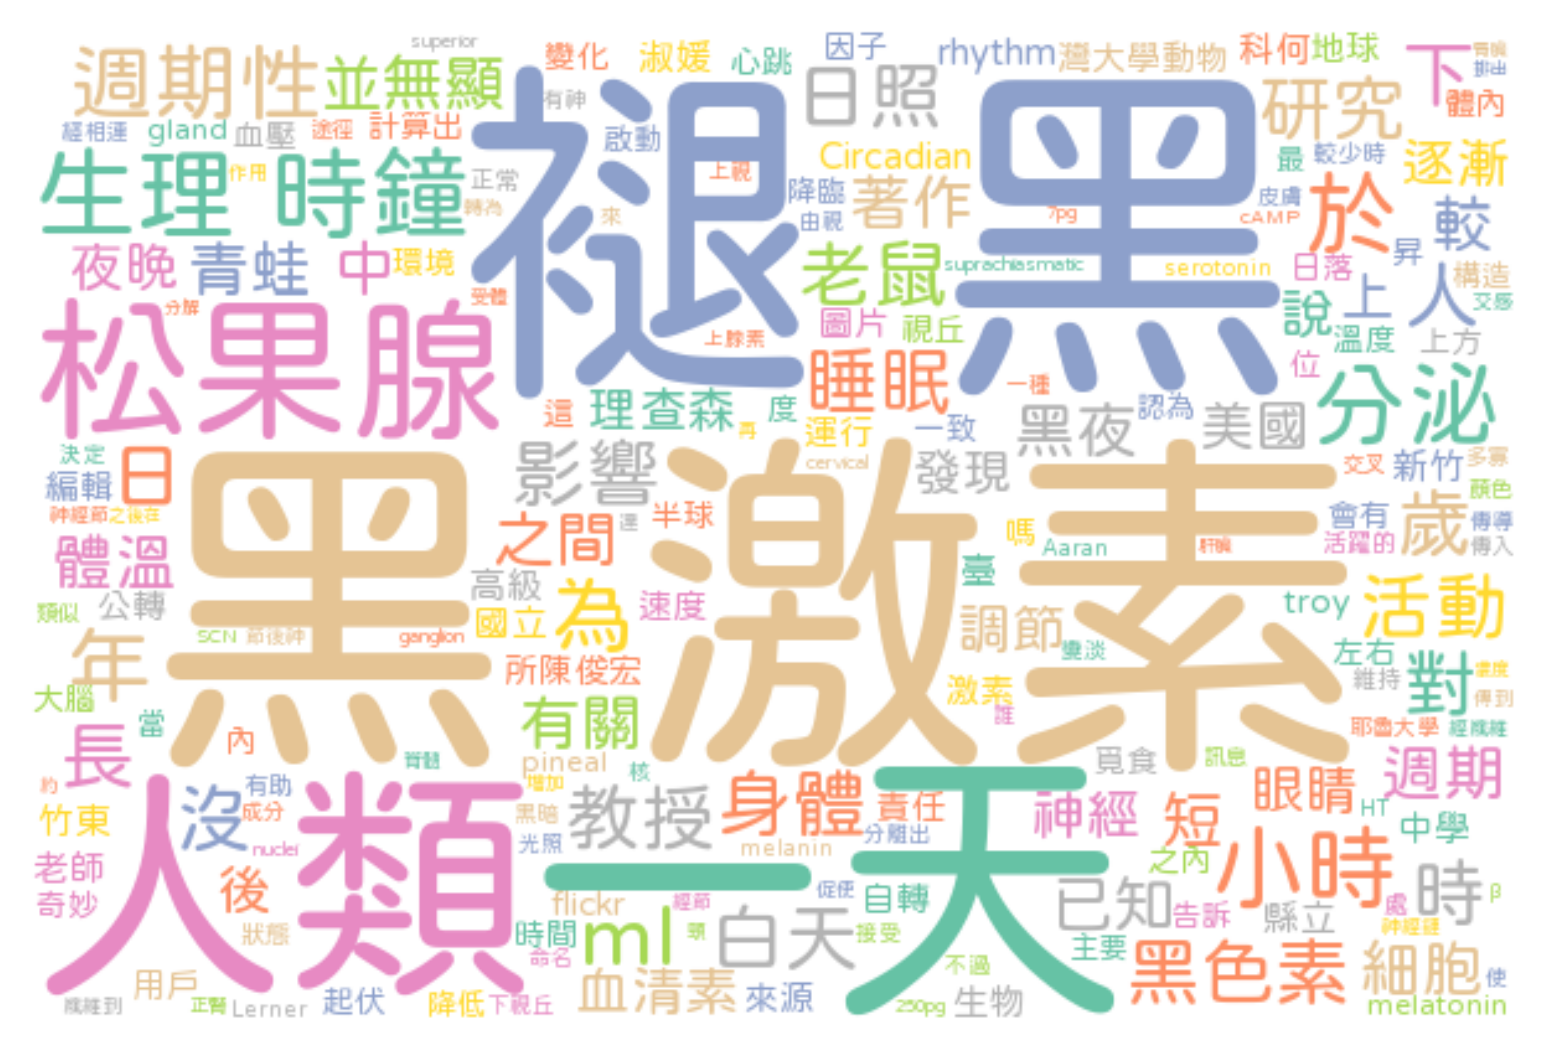 superior
週期性
並無顯
變化
淑媛
心跳
因子
rhythm
灣大學動物
科何
地球
下
排出
體內
有神
褪黑
日照
研究
經相連
gland
血壓
途徑
計算出
啟動
Circadian
最
較少時
逐漸
生理時鐘
作用
正常
上視
降臨
著作
皮膚
於
轉為
來
由視
7pg
cAMP
較
夜晚
青蛙
中
環境
老鼠
suprachiasmatic
serotonin
日落
昇
構造
受體
分解
圖片
視丘
說
上
人
交感
松果腺
上膵素
溫度
上方
睡眠
一種
位
分泌
這
理查森
度
再
運行
一致
黑夜
認為
美國
決定
日
影響
cervical
發現
交叉
新竹
多寡
編輯
顏色
神經節
之後在
黑激素
之間
達
半球
嗎
會有
歲
傳導
體溫
臺
Aaran
肝臟
活躍的
傳入
類似
公轉
高級
為
速度
troy
活動
SCN
節後神
ganglion
國立
調節
變淡
左右
年
所陳俊宏
維持
對
濃度
大腦
激素
傳到
當
有關
誰
耶魯大學
經纖維
長
內
脊髓
pineal
核
覓食
訊息
週期
約
有助
增加
身體
責任
神經
短
眼睛
HT
竹東
沒
成分
黑暗
教授
分離出
中學
光照
melanin
之內
小時
老師
nuclei
人類
一天
奇妙
後
flickr
經節
促使
自轉
已知
告訴
縣立
處
時
β
狀態
時間
ml
頸
白天
接受
神經鏈
命名
主要
不過
黑色素
細胞
使
用戶
血清素
來源
纖維到
正腎
Lerner
起伏
降低
下視丘
250pg
生物
melatonin